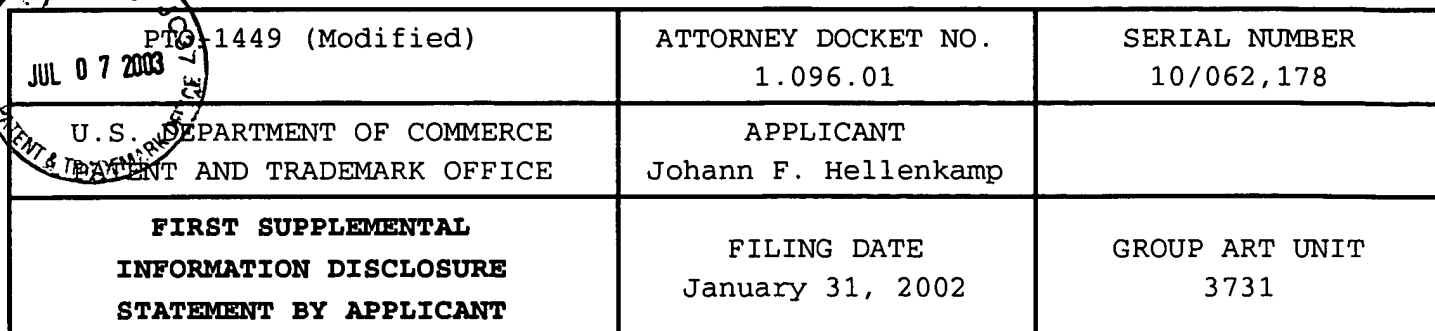 PTO-1449 (Modified)
ATTORNEY DOCKET NO.
1.096.01
SERIAL NUMBER
10/062,178
JUL 07 2003
U.S. DEPARTMENT OF COMMERCE
PATENT AND TRADEMARK OFFICE
APPLICANT
Johann F. Hellenkamp
FIRST SUPPLEMENTAL
INFORMATION DISCLOSURE
STATEMENT BY APPLICANT
FILING DATE
January 31, 2002
GROUP ART UNIT
3731